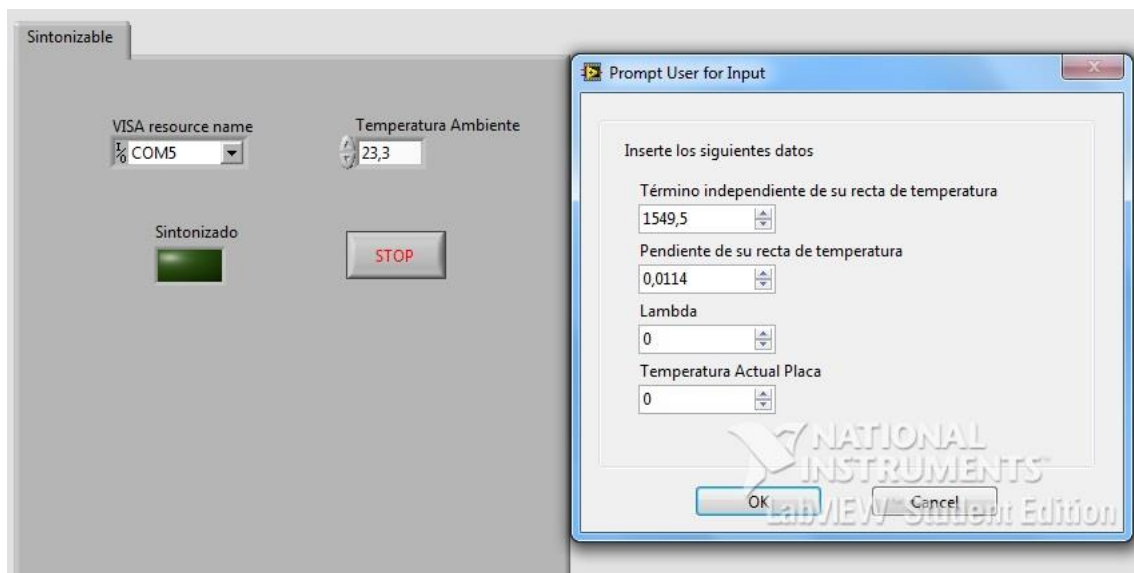 Sintonizable
VISA resource name
COM5
Temperatura Ambiente
23,3
Sintonizado
STOP
Prompt User for Input
Inserte los siguientes datos
Término independiente de su recta de temperatura
1549,5
Pendiente de su recta de temperatura
0,0114
Lambda
0
Temperatura Actual Placa
0
NATIONAL
INSTRUMENTS™
OK
Cancel
LabVIEW™ Student Edition